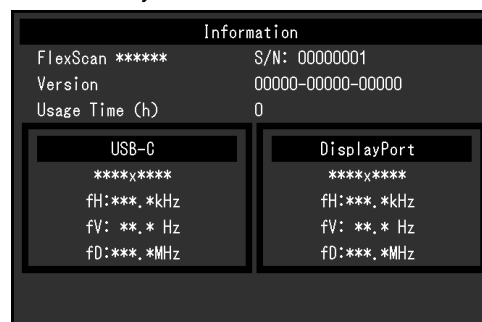 Information
FlexScan ****** S/N: 00000001
Version 00000-00000-00000
Usage Time (h) 0
USB-C DisplayPort
****x**** ****x****
fH:***.*kHz fH:***.*kHz
fV: **.* Hz fV: **.* Hz
fD:***.*MHz fD:***.*MHz